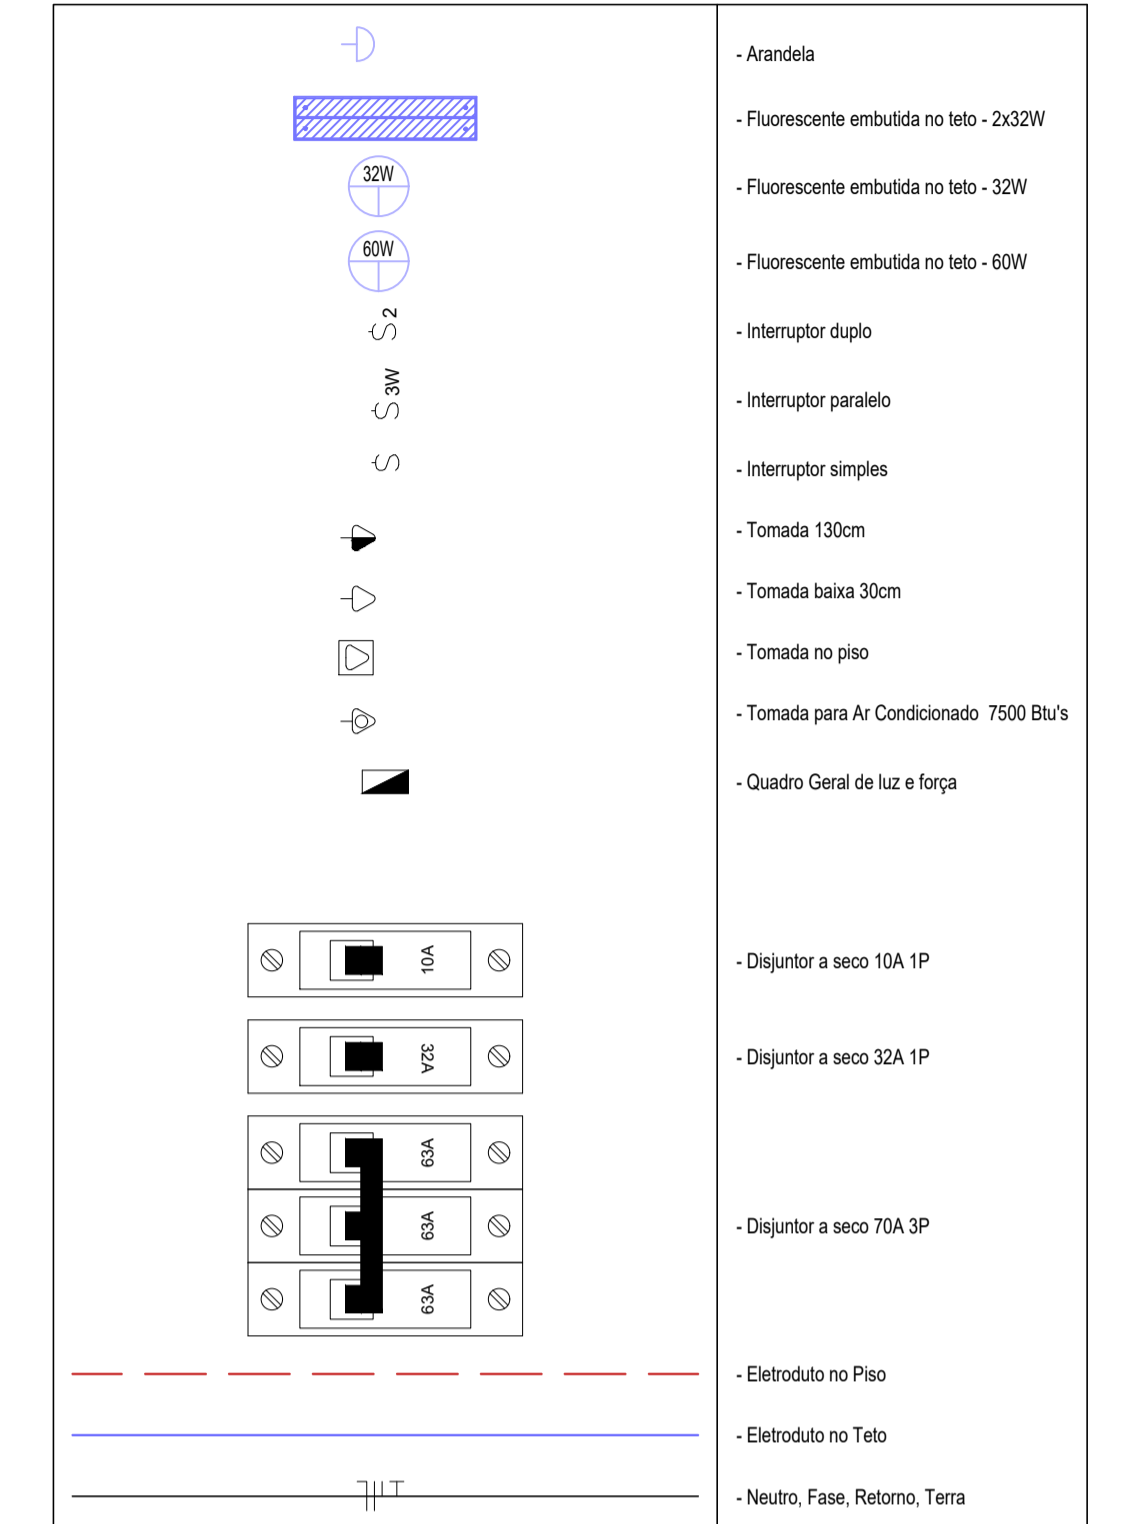 - Arandela
- Fluorescente embutida no teto - 2x32W
32W
- Fluorescente embutida no teto - 32W
60W
- Fluorescente embutida no teto - 60W
2
S
- Interruptor duplo
3W
S
- Interruptor paralelo
S
- Interruptor simples
- Tomada 130cm
- Tomada baixa 30cm
- Tomada no piso
- Tomada para Ar Condicionado 7500 Btu's
- Quadro Geral de luz e força
10A
- Disjuntor a seco 10A 1P
32A
- Disjuntor a seco 32A 1P
63A
63A
- Disjuntor a seco 70A 3P
63A
- Eletroduto no Piso
- Eletroduto no Teto
- Neutro, Fase, Retorno, Terra